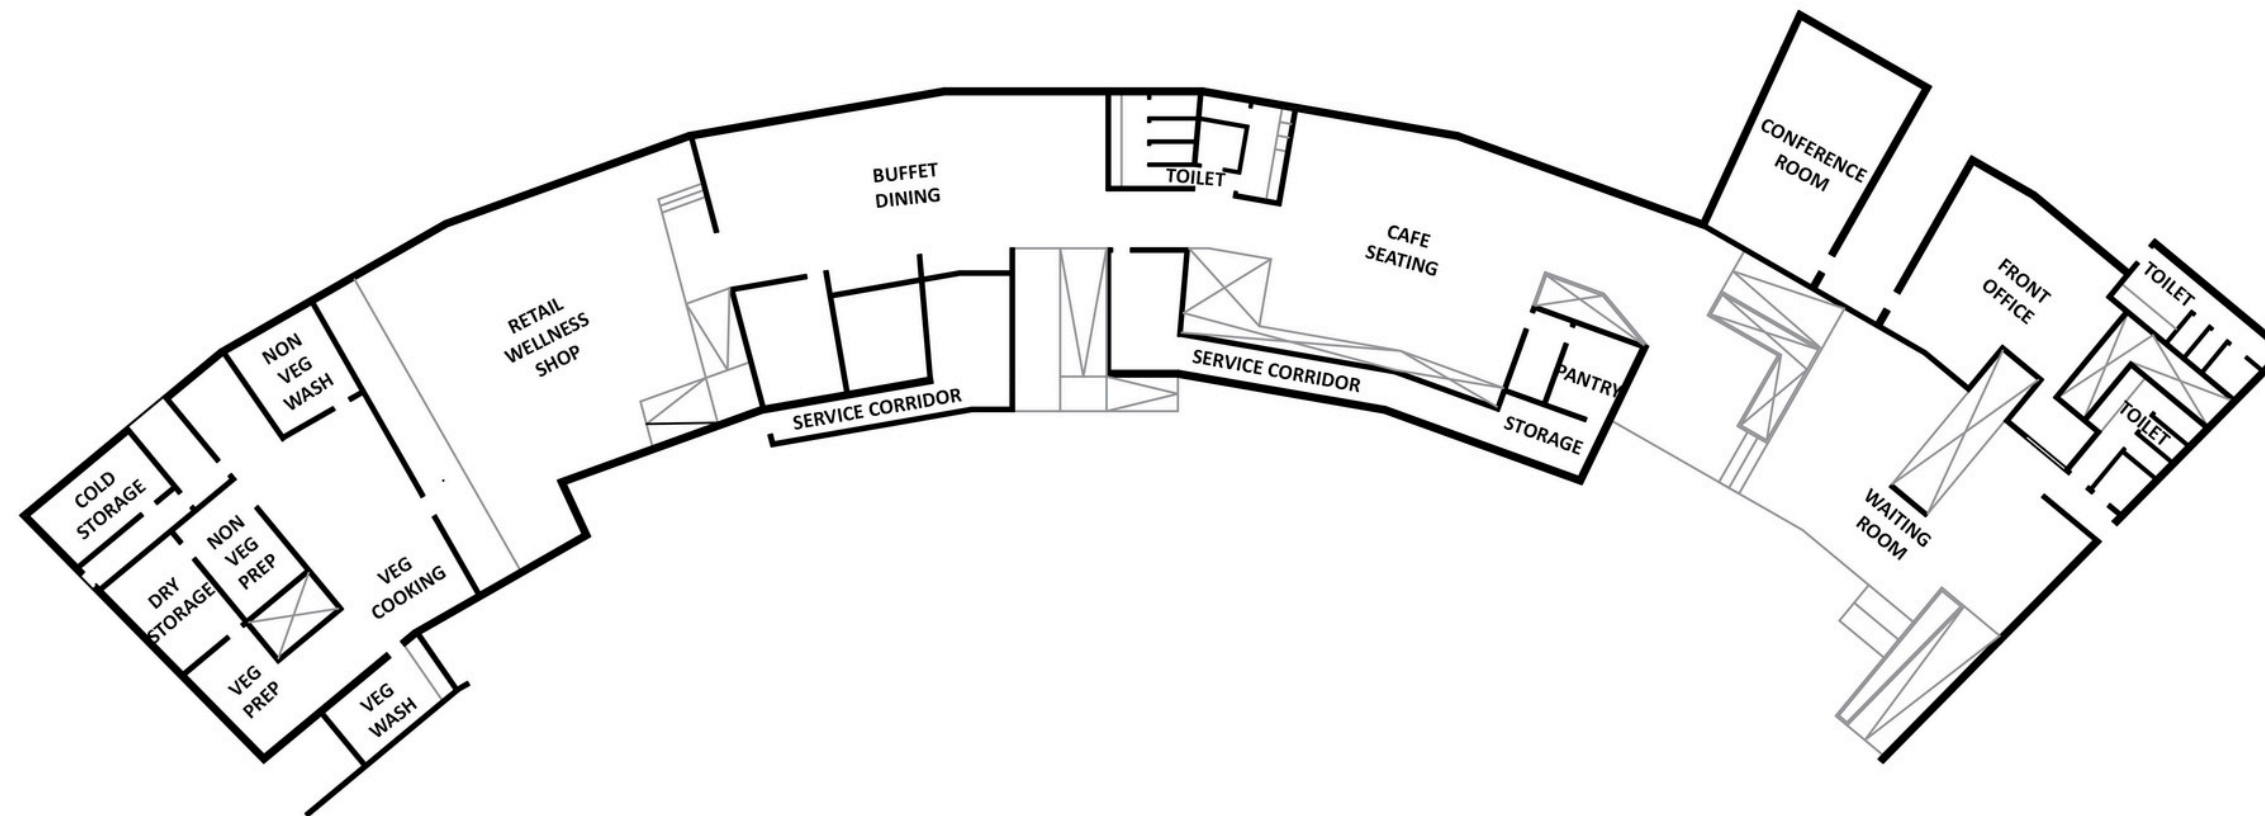 COLD
STORAGE
NON
VEG
WASH
NON
VEG
PREP
DRY
STORAGE
VEG
PREP
VEG
COOKING
VEG
WASH
RETAIL
WELLNESS
SHOP
BUFFET
DINING
SERVICE CORRIDOR
TOILET
CAFE
SEATING
SERVICE CORRIDOR
PANTRY
STORAGE
CONFERENCE
ROOM
FRONT
OFFICE
TOILET
TOILET
WAITING
ROOM